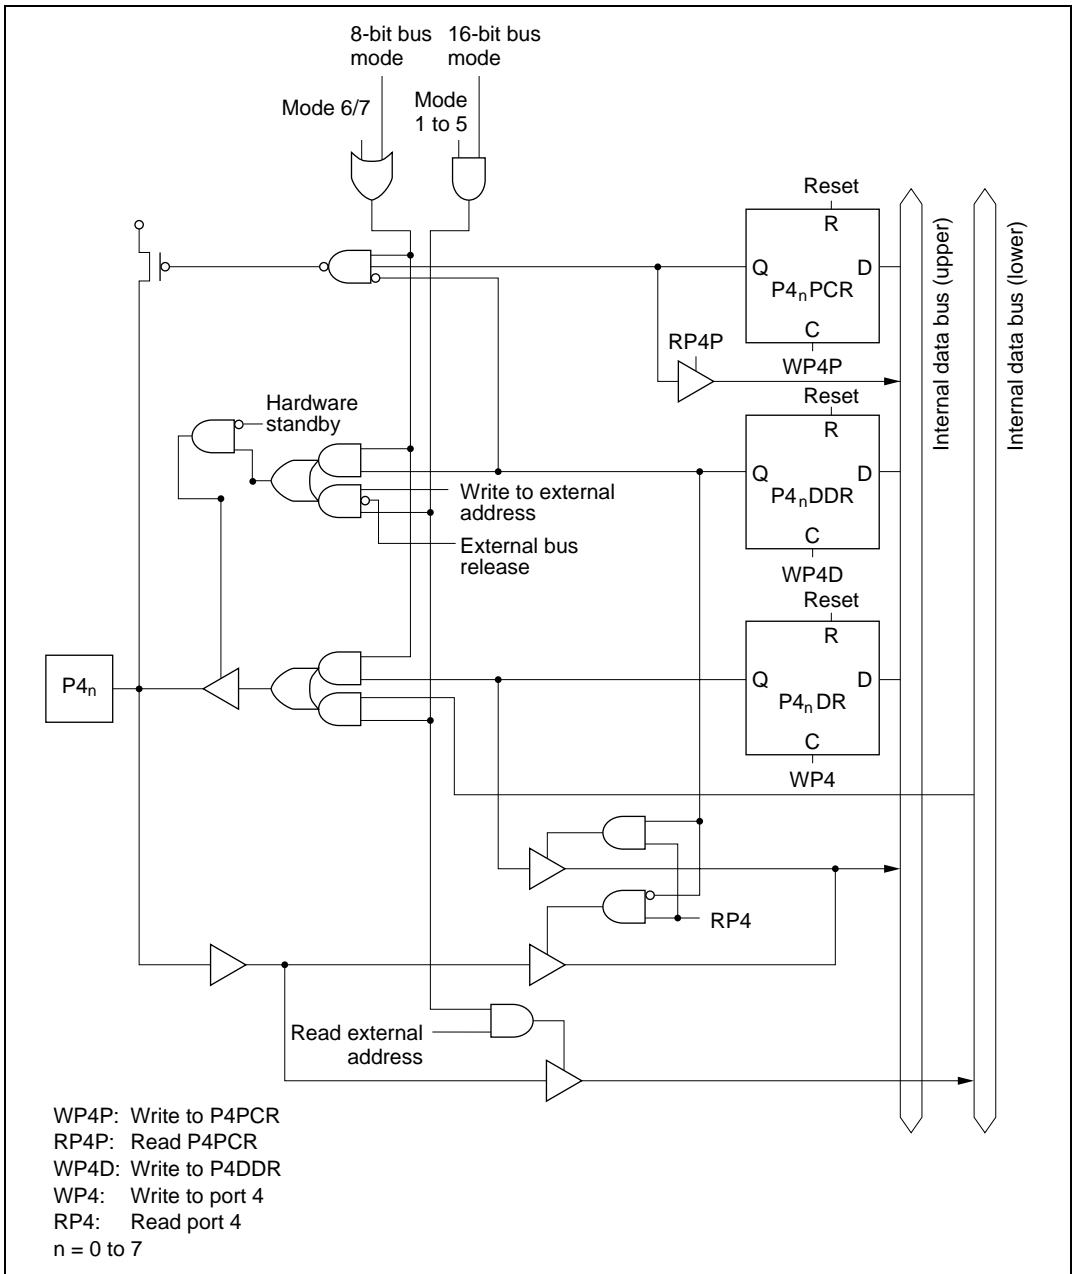 8-bit bus
mode
16-bit bus
mode
Mode 6/7
Mode
1 to 5
Reset
R
Q
D
P4nPCR
C
WP4P
RP4P
Internal data bus (upper)
Internal data bus (lower)
Hardware
standby
Reset
R
Q
D
P4nDDR
C
WP4D
Write to external
address
External bus
release
Reset
R
Q
D
P4nDR
C
WP4
P4n
RP4
Read external
address
WP4P: Write to P4PCR
RP4P: Read P4PCR
WP4D: Write to P4DDR
WP4: Write to port 4
RP4: Read port 4
n = 0 to 7